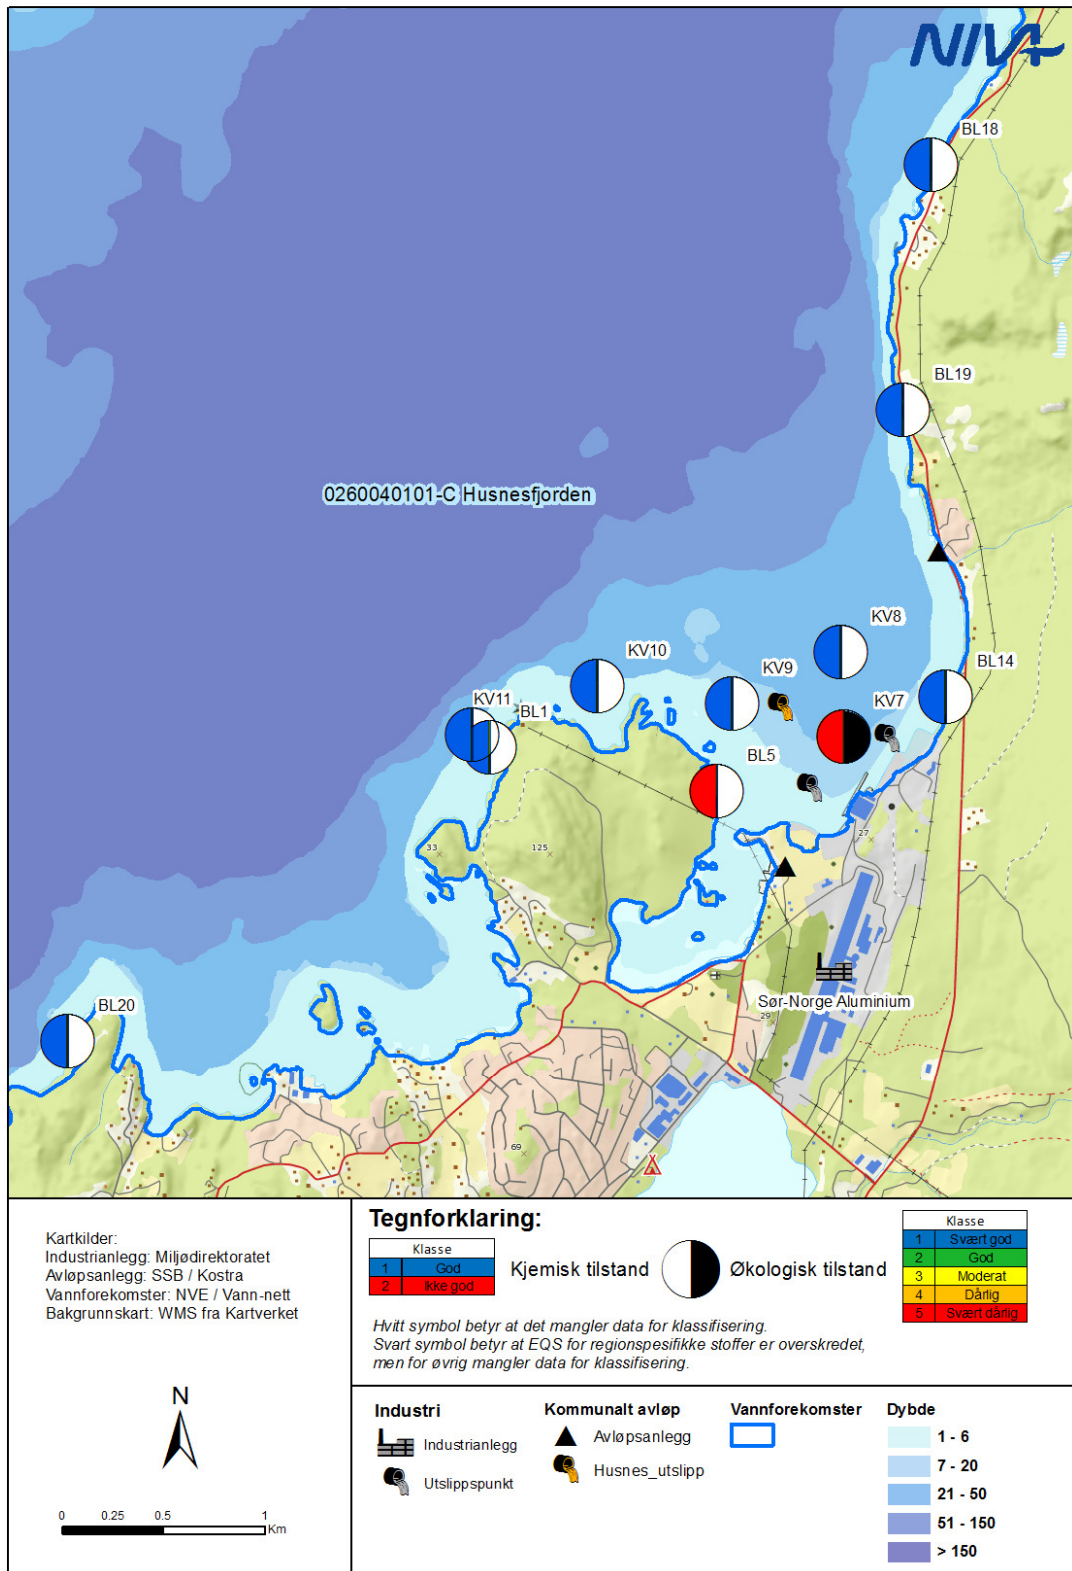 NIVA
BL18
BL19
0260040101-C Husnesfjorden
KV8
KV10
BL14
KV9
KV11
KV7
BL1
BL5
27
33
125
Sør-Norge Aluminium
BL20
29
69
Kartkilder:
Industrianlegg: Miljødirektoratet
Avløpsanlegg: SSB / Kostra
Vannforekomster: NVE / Vann-nett
Bakgrunnskart: WMS fra Kartverket
N
0 0.25 0.5 1
Km
Tegnforklaring:
Klasse
1 God
2 Ikke god
Kjemisk tilstand
Økologisk tilstand
Klasse
1 Svært god
2 God
3 Moderat
4 Dårlig
5 Svært dårlig
Hvitt symbol betyr at det mangler data for klassifisering.
Svart symbol betyr at EQS for regionspesifikke stoffer er overskredet,
men for øvrig mangler data for klassifisering.
Industri
Industrianlegg
Utslippspunkt
Kommunalt avløp
Avløpsanlegg
Husnes_utslipp
Vannforekomster
Dybde
1 - 6
7 - 20
21 - 50
51 - 150
> 150